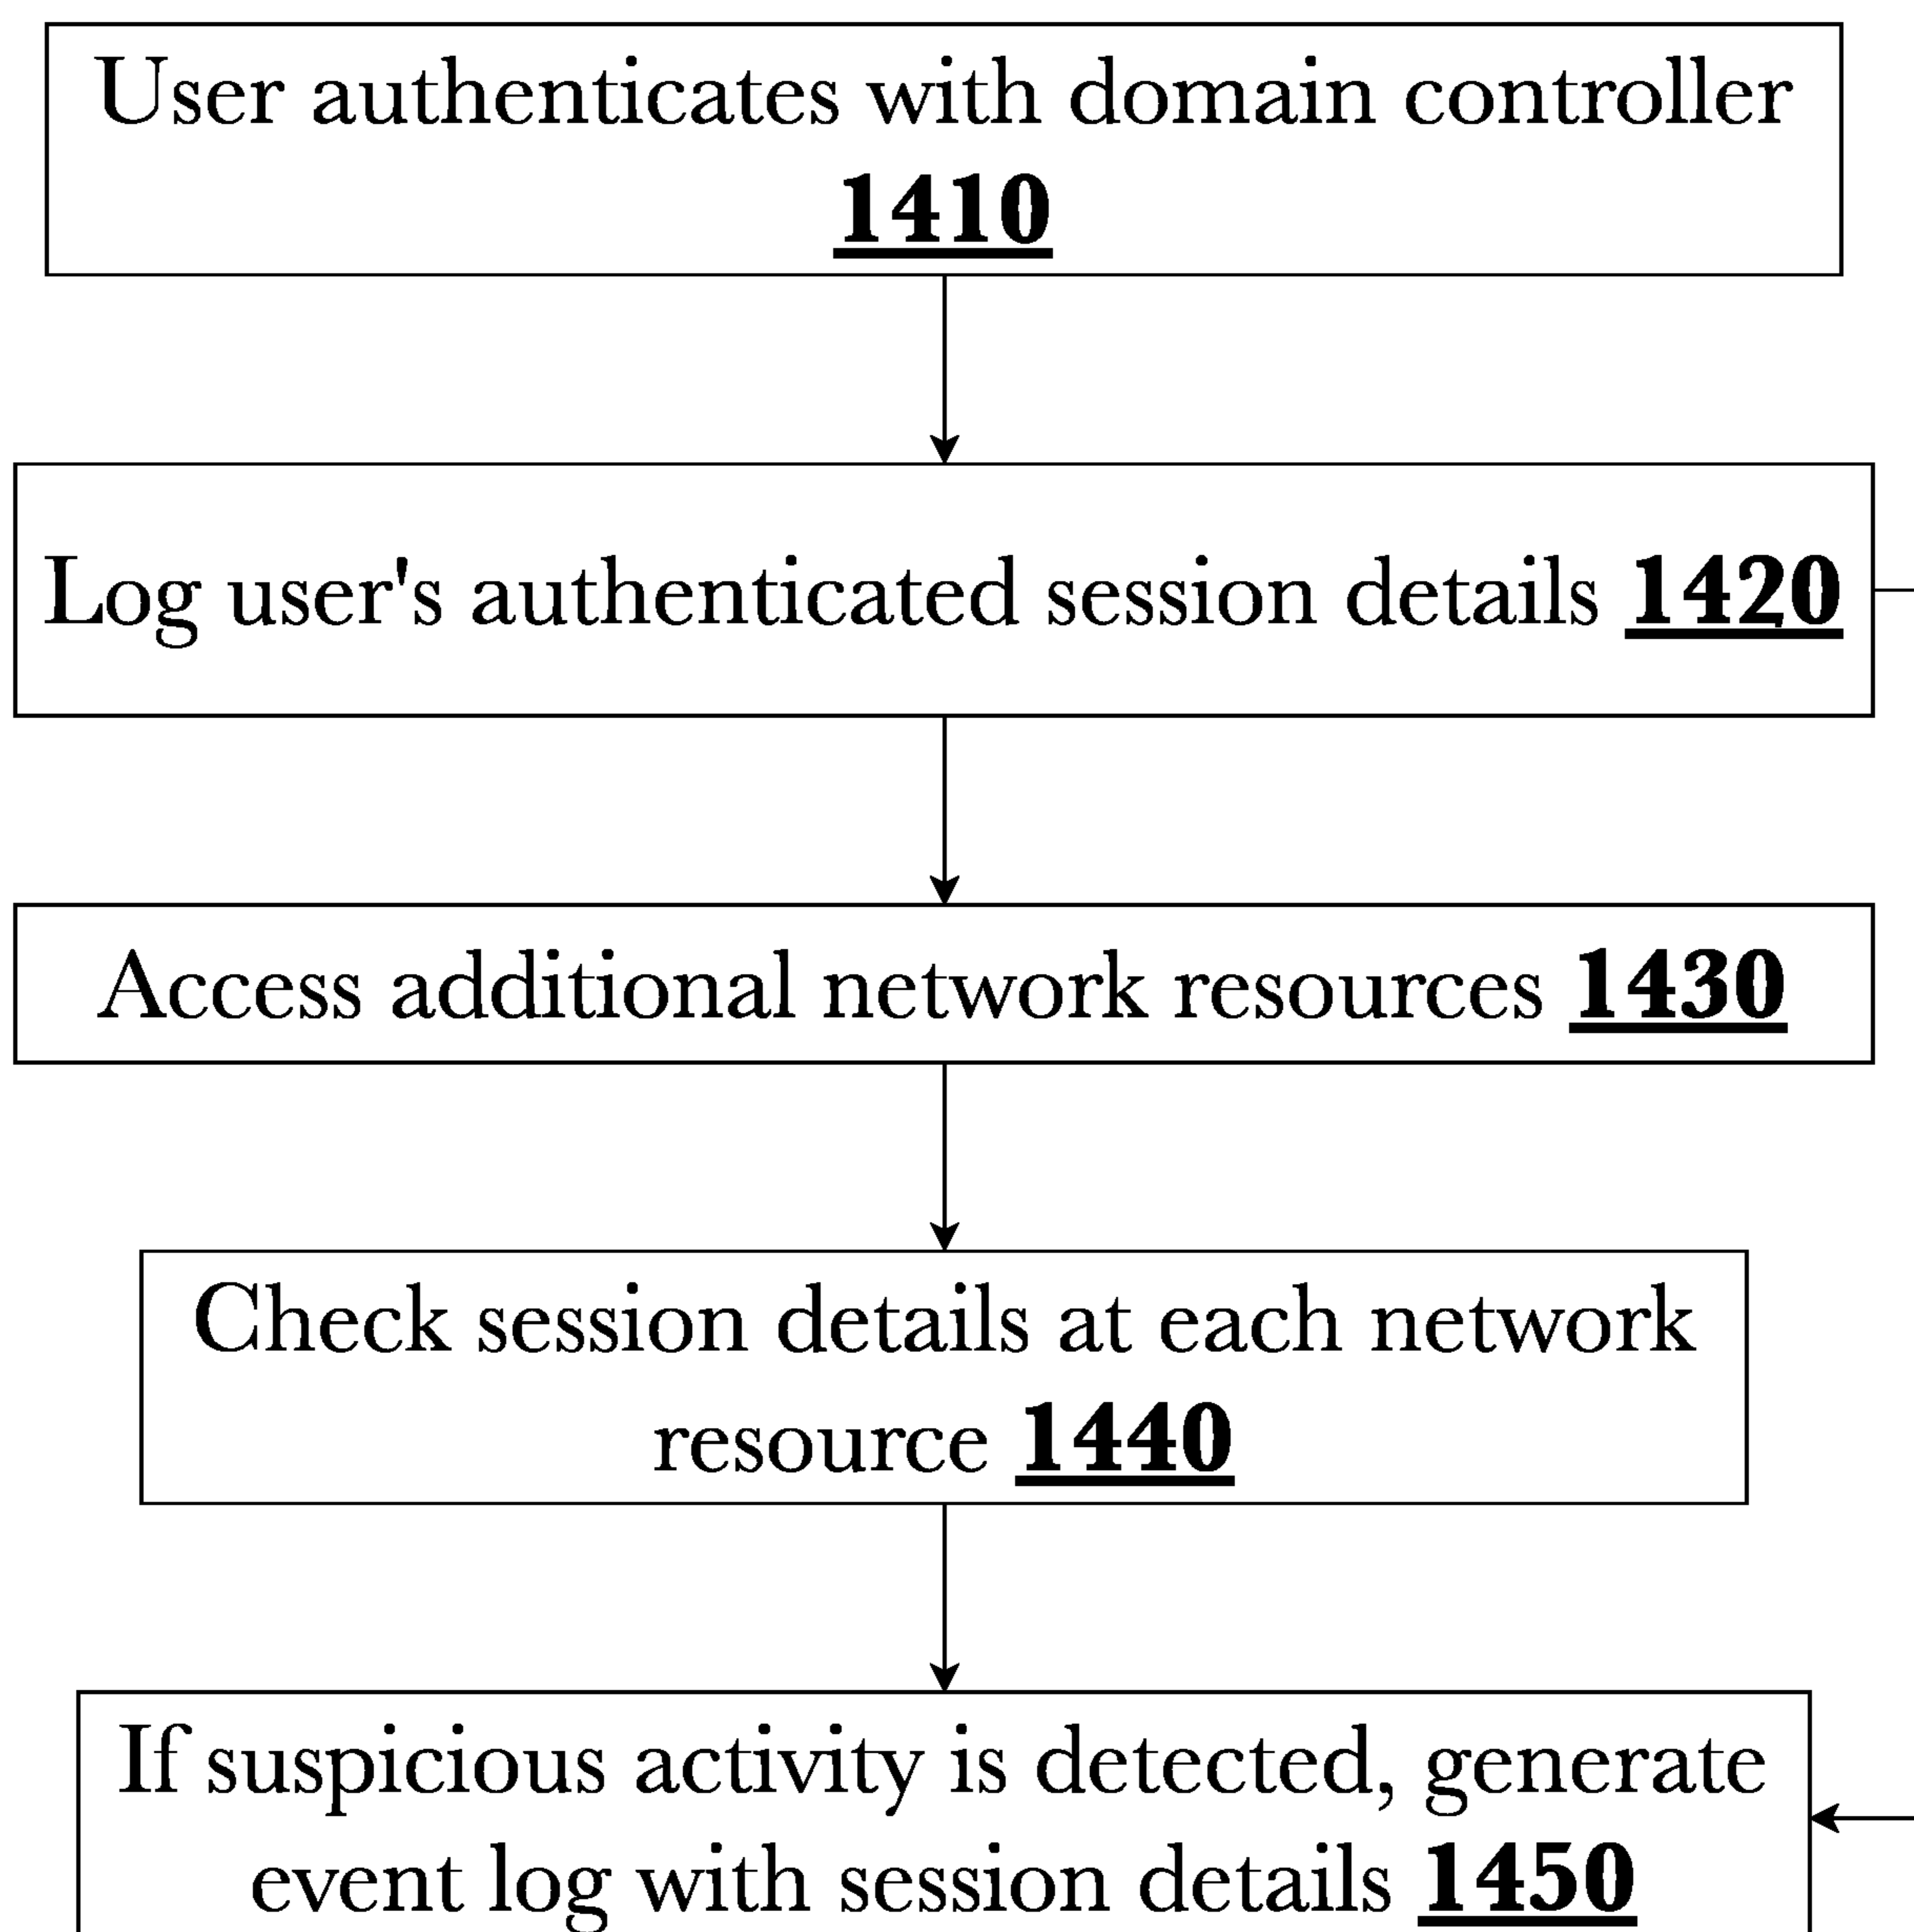 User authenticates with domain controller
1410
Log user's authenticated session details 1420
Access additional network resources 1430
Check session details at each network
resource 1440
If suspicious activity is detected, generate
event log with session details 1450